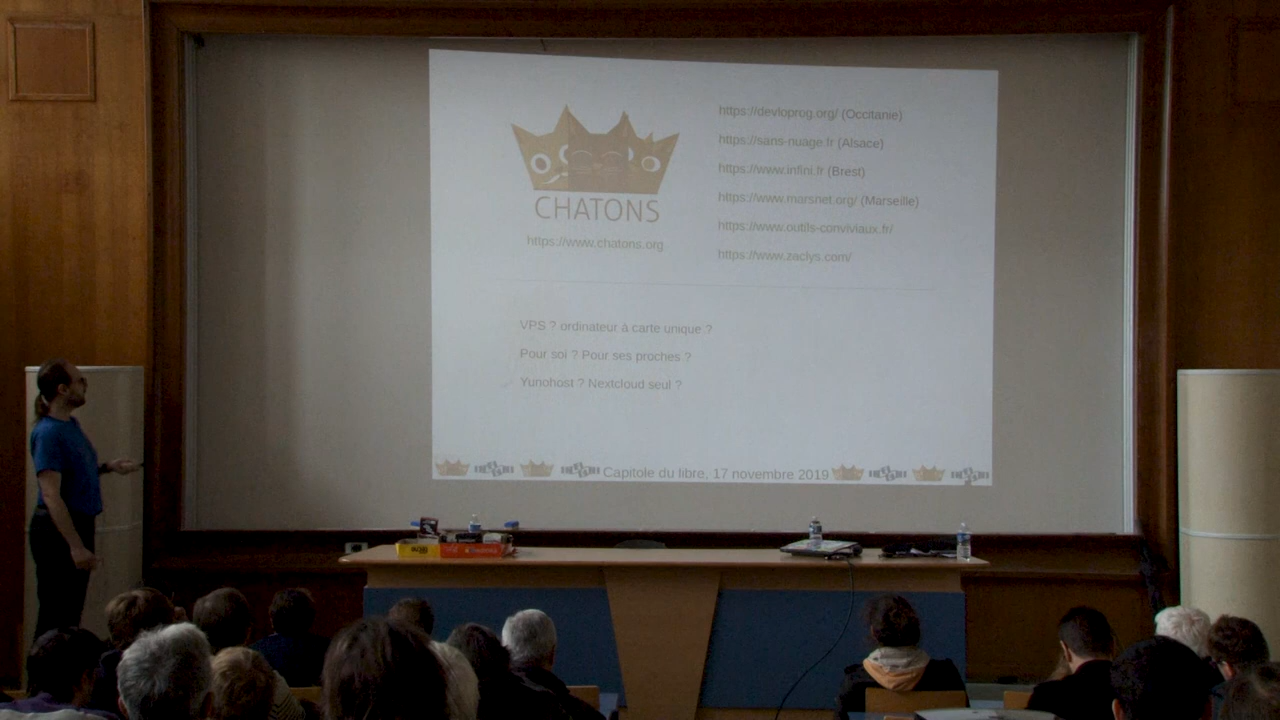 CHATONS
https://www.chatons.org
https://devloprog.org/ (Occitanie)
https://sans-nuage.fr (Alsace)
https://www.infini.fr (Brest)
https://www.marsnet.org/ (Marseille)
https://www.outils-conviviaux.fr/
https://www.zaclys.com/
VPS ? ordinateur à carte unique ?
Pour soi ? Pour ses proches ?
Yunohost ? Nextcloud seul ?
Capitole du libre, 17 novembre 2019